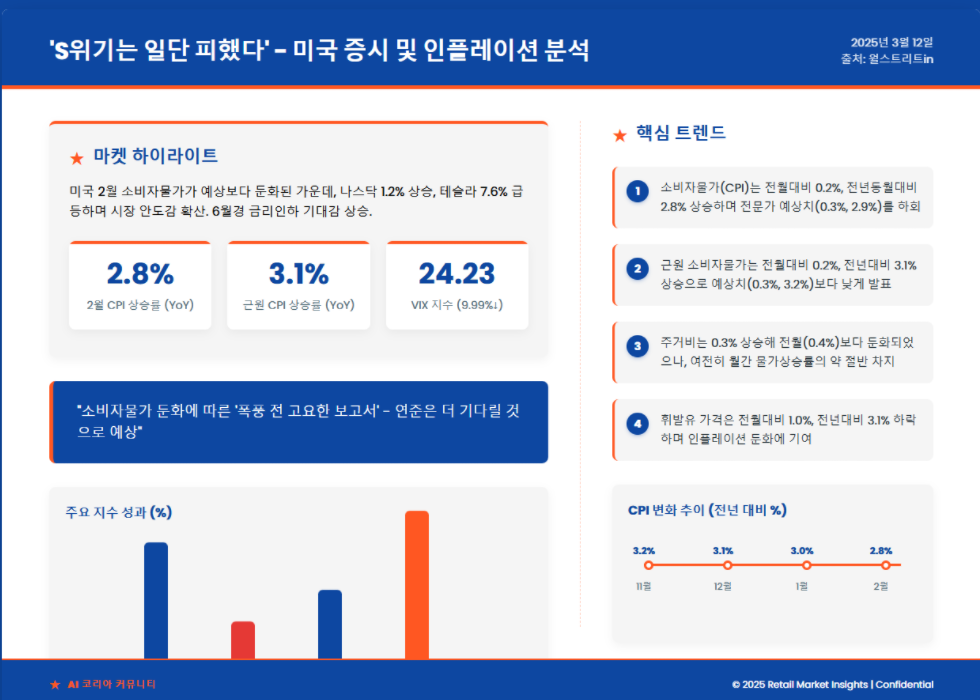 'S위기는 일단 피했다' - 미국 증시 및 인플레이션 분석
2025년 3월 12일
출처: 월스트리트in
★ 마켓 하이라이트
미국 2월 소비자물가가 예상보다 둔화된 가운데, 나스닥 1.2% 상승, 테슬라 7.6% 급
등하며 시장 안도감 확산. 6월경 금리인하 기대감 상승.
2.8%
2월 CPI 상승률 (YoY)
3.1%
근원 CPI 상승률 (YoY)
24.23
VIX 지수 (9.99%↓)
"소비자물가 둔화에 따른 '폭풍 전 고요한 보고서' - 연준은 더 기다릴 것
으로 예상"
주요 지수 성과 (%)
★ 핵심 트렌드
1
소비자물가(CPI)는 전월대비 0.2%, 전년동월대비
2.8% 상승하며 전문가 예상치(0.3%, 2.9%)를 하회
2
근원 소비자물가는 전월대비 0.2%, 전년대비 3.1%
상승으로 예상치(0.3%, 3.2%)보다 낮게 발표
3
주거비는 0.3% 상승해 전월(0.4%)보다 둔화되었
으나, 여전히 월간 물가상승률의 약 절반 차지
4
휘발유 가격은 전월대비 1.0%, 전년대비 3.1% 하락
하며 인플레이션 둔화에 기여
CPI 변화 추이 (전년 대비 %)
3.2% 3.1% 3.0% 2.8%
11월 12월 1월 2월
★ AI 코리아 커뮤니티
© 2025 Retail Market Insights | Confidential